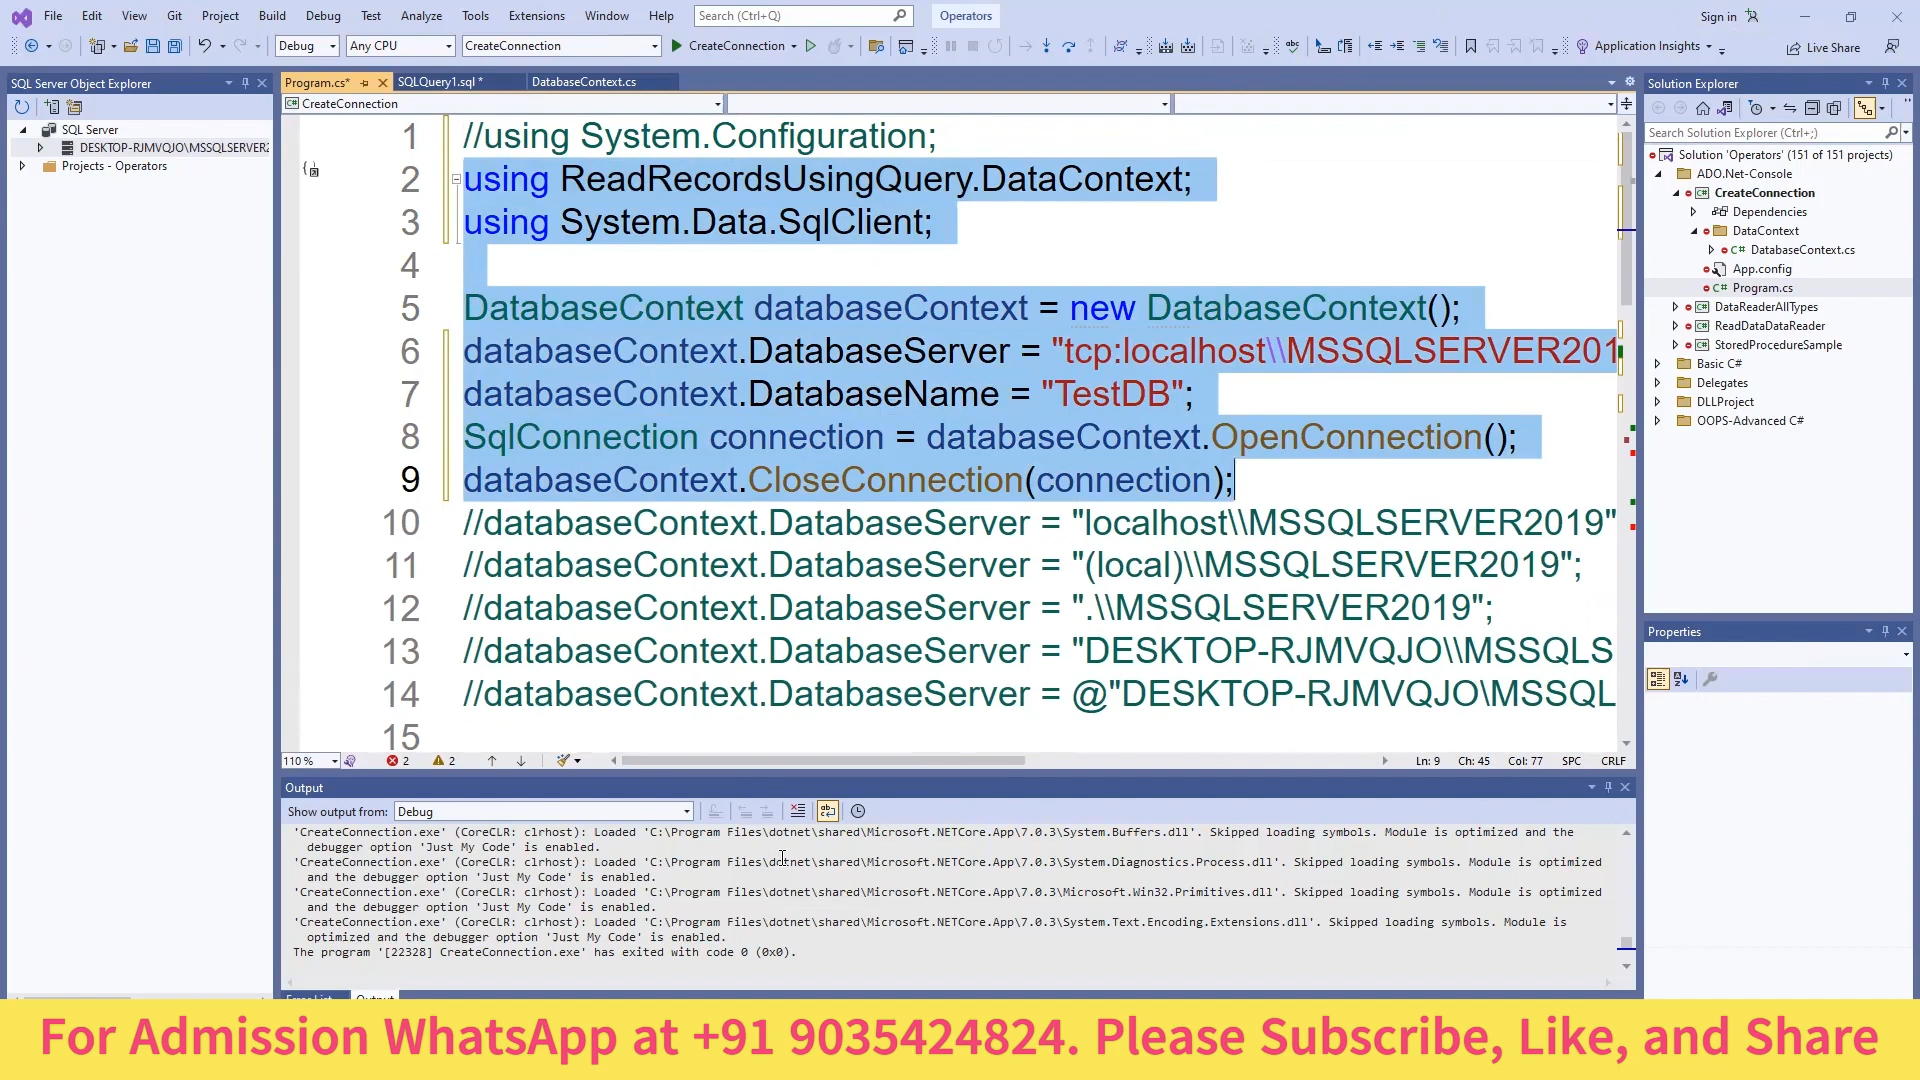 File Edit View Git Project Build Debug Test Analyze Tools Extensions Window Help Search (Ctrl+Q) Operators Sign in
Debug Any CPU CreateConnection CreateConnection Application Insights Live Share
SQL Server Object Explorer
SQL Server
DESKTOP-RJMVQJO\MSSQLSERVER2
Projects - Operators
Program.cs* SQLQuery1.sql * DatabaseContext.cs
CreateConnection
1 //using System.Configuration;
2 using ReadRecordsUsingQuery.DataContext;
3 using System.Data.SqlClient;
4
5 DatabaseContext databaseContext = new DatabaseContext();
6 databaseContext.DatabaseServer = "tcp:localhost\\MSSQLSERVER201
7 databaseContext.DatabaseName = "TestDB";
8 SqlConnection connection = databaseContext.OpenConnection();
9 databaseContext.CloseConnection(connection);
10 //databaseContext.DatabaseServer = "localhost\\MSSQLSERVER2019"
11 //databaseContext.DatabaseServer = "(local)\\MSSQLSERVER2019";
12 //databaseContext.DatabaseServer = ".\\MSSQLSERVER2019";
13 //databaseContext.DatabaseServer = "DESKTOP-RJMVQJO\\MSSQLS
14 //databaseContext.DatabaseServer = @"DESKTOP-RJMVQJO\MSSQL
15
110 % 2 2 Ln: 9 Ch: 45 Col: 77 SPC CRLF
Output
Show output from: Debug
'CreateConnection.exe' (CoreCLR: clrhost): Loaded 'C:\Program Files\dotnet\shared\Microsoft.NETCore.App\7.0.3\System.Buffers.dll'. Skipped loading symbols. Module is optimized and the
debugger option 'Just My Code' is enabled.
'CreateConnection.exe' (CoreCLR: clrhost): Loaded 'C:\Program Files\dotnet\shared\Microsoft.NETCore.App\7.0.3\System.Diagnostics.Process.dll'. Skipped loading symbols. Module is optimized
and the debugger option 'Just My Code' is enabled.
'CreateConnection.exe' (CoreCLR: clrhost): Loaded 'C:\Program Files\dotnet\shared\Microsoft.NETCore.App\7.0.3\Microsoft.Win32.Primitives.dll'. Skipped loading symbols. Module is optimized
and the debugger option 'Just My Code' is enabled.
'CreateConnection.exe' (CoreCLR: clrhost): Loaded 'C:\Program Files\dotnet\shared\Microsoft.NETCore.App\7.0.3\System.Text.Encoding.Extensions.dll'. Skipped loading symbols. Module is
optimized and the debugger option 'Just My Code' is enabled.
The program '[22328] CreateConnection.exe' has exited with code 0 (0x0).
Error List Output
Solution Explorer
Search Solution Explorer (Ctrl+;)
Solution 'Operators' (151 of 151 projects)
ADO.Net-Console
CreateConnection
Dependencies
DataContext
DatabaseContext.cs
App.config
Program.cs
DataReaderAllTypes
ReadDataDataReader
StoredProcedureSample
Basic C#
Delegates
DLLProject
OOPS-Advanced C#
Properties
For Admission WhatsApp at +91 9035424824. Please Subscribe, Like, and Share